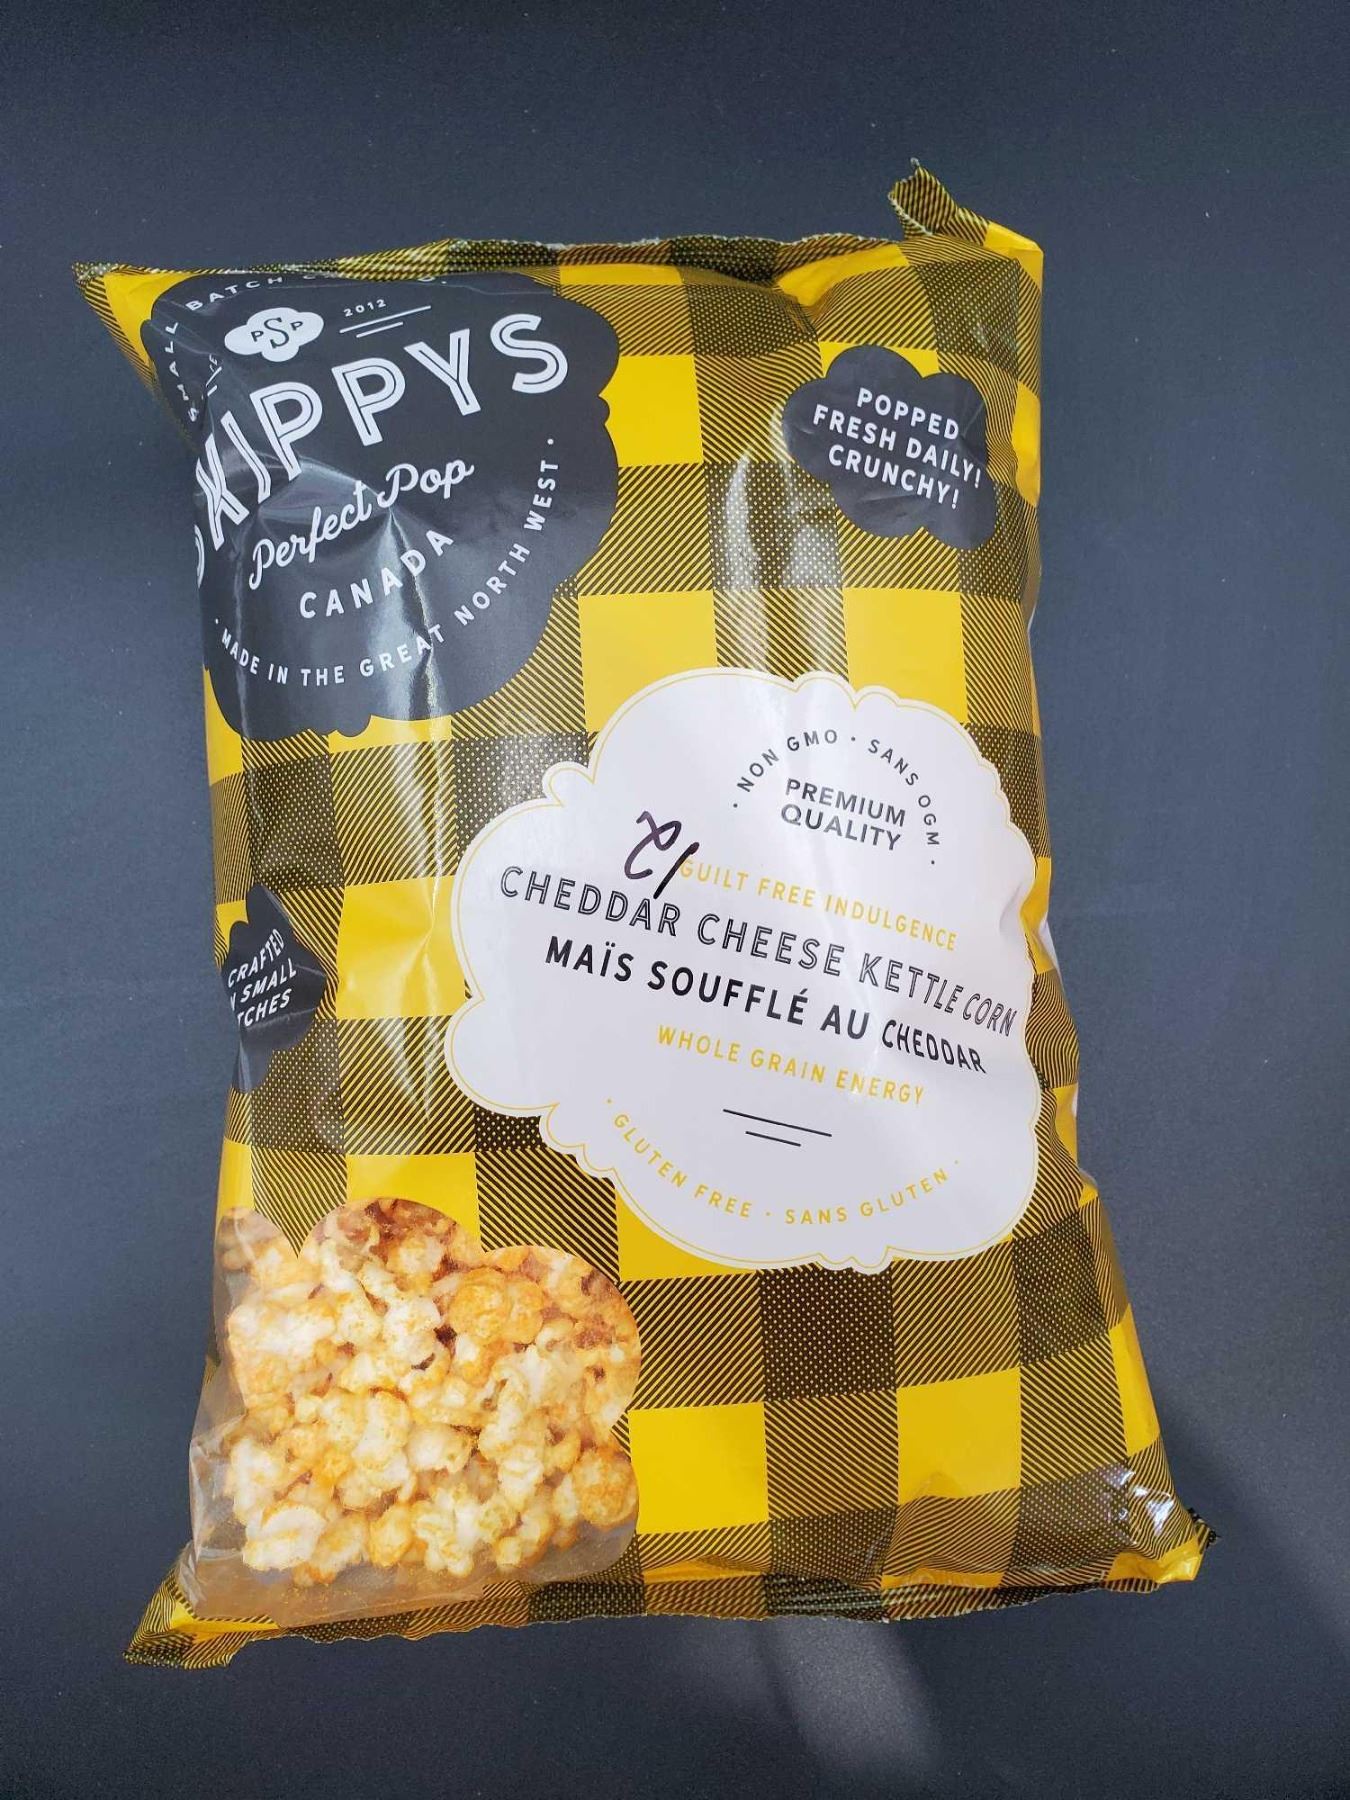 SMALL BATCH
PSP
2012
SKIPPYS
Perfect Pop
CANADA
· MADE IN THE GREAT NORTH WEST ·
POPPED
FRESH DAILY!
CRUNCHY!
· NON GMO · SANS OGM ·
PREMIUM
QUALITY
GUILT FREE INDULGENCE
CHEDDAR CHEESE KETTLE CORN
MAÏS SOUFFLÉ AU CHEDDAR
WHOLE GRAIN ENERGY
· GLUTEN FREE · SANS GLUTEN ·
CRAFTED
SMALL